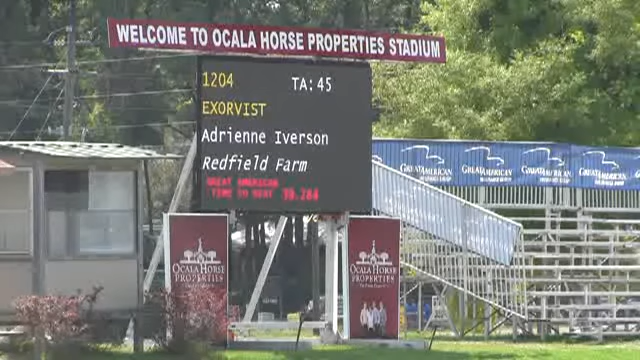 WELCOME TO OCALA HORSE PROPERTIES STADIUM
1204 TA:45
EXORVIST
Adrienne Iverson
Redfield Farm
GREAT AMERICAN
TIME TO BEAT 38.284
GREATAMERICAN
GREATAMERICAN
GREATAMERICAN
GREATAMERICAN
OCALA HORSE
PROPERTIES
OCALA HORSE
PROPERTIES